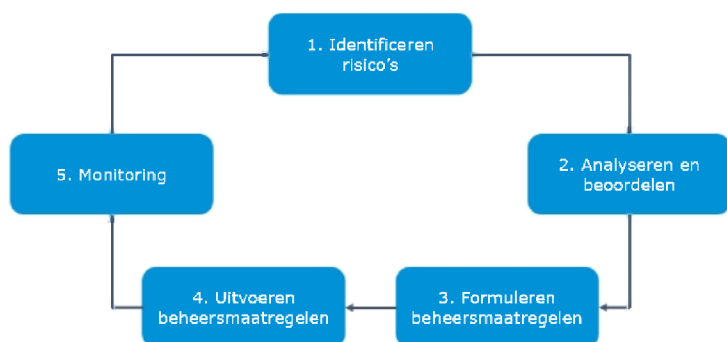 1. Identificeren
risico's
2. Analyseren en
beoordelen
3. Formuleren
beheersmaatregelen
4. Uitvoeren
beheersmaatregelen
5. Monitoring